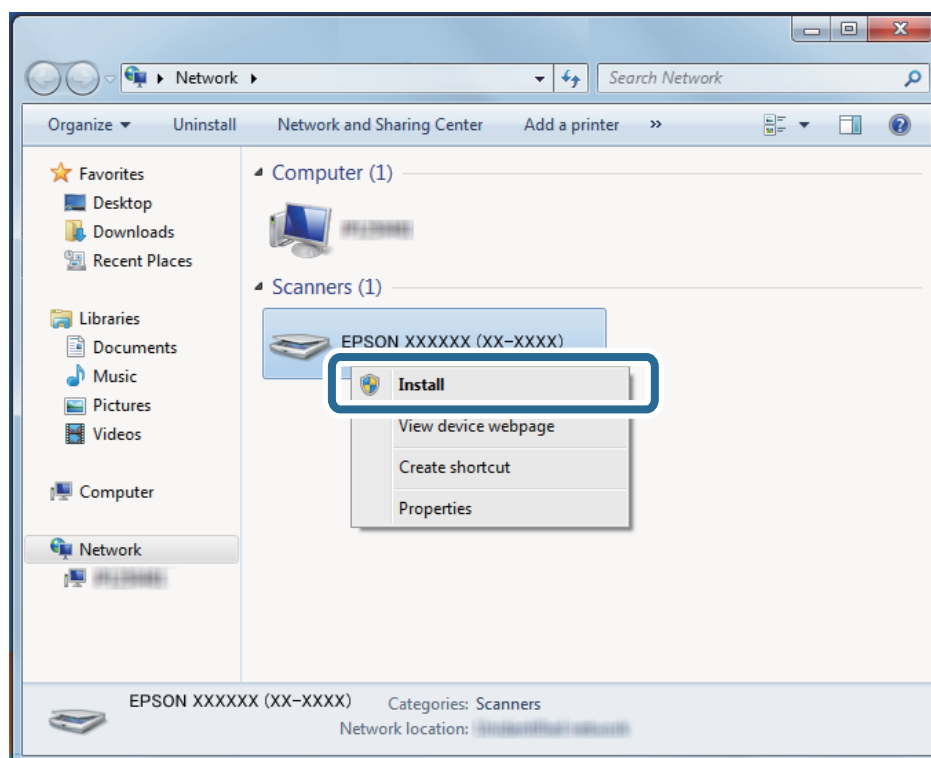 Network
Search Network
Organize Uninstall Network and Sharing Center Add a printer »
Favorites
Desktop
Downloads
Recent Places
Libraries
Documents
Music
Pictures
Videos
Computer
Network
Computer (1)
Scanners (1)
EPSON XXXXXX (XX-XXXX)
Install
View device webpage
Create shortcut
Properties
EPSON XXXXXX (XX-XXXX) Categories: Scanners
Network location: